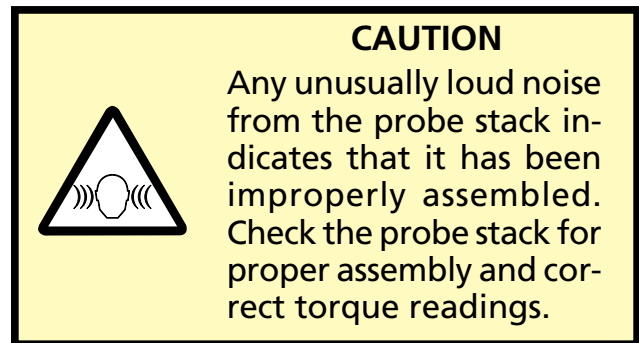 CAUTION
Any unusually loud noise
from the probe stack in-
dicates that it has been
improperly assembled.
Check the probe stack for
proper assembly and cor-
rect torque readings.